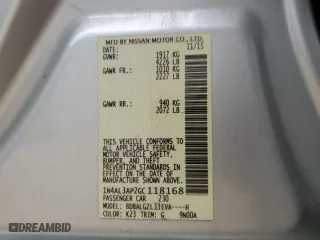 MFD BY NISSAN MOTOR CO., LTD.
DATE: 11/15
GVWR: 1917 KG
4226 LB
GAWR FR: 1010 KG
2227 LB
GAWR RR: 940 KG
2072 LB
THIS VEHICLE CONFORMS TO
ALL APPLICABLE FEDERAL
MOTOR VEHICLE SAFETY,
BUMPER, AND THEFT PREVENTION
STANDARDS IN EFFECT
ON THE DATE OF
MANUFACTURE SHOWN ABOVE.
1N4AL3AP2GC118168
PASSENGER CAR 230
MODEL: BDBALGZL33EVA----H
COLOR: K23 TRIM: G 9N00A